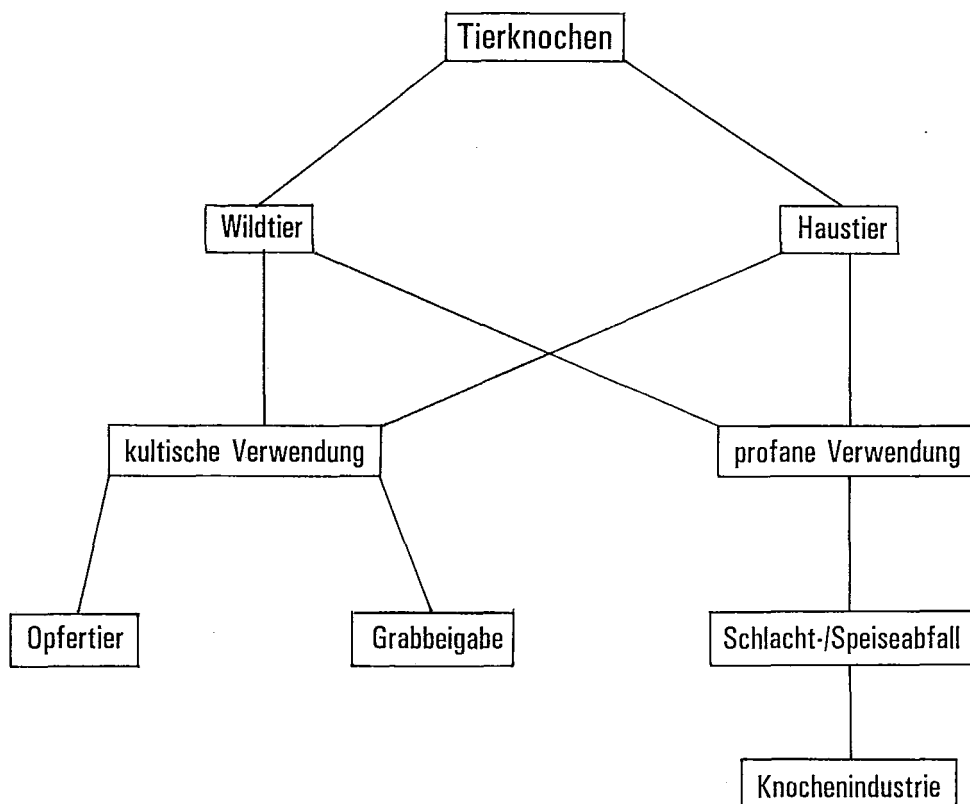 Tierknochen
Wildtier
Haustier
kultische Verwendung
profane Verwendung
Opfertier
Grabbeigabe
Schlacht-/Speiseabfall
Knochenindustrie